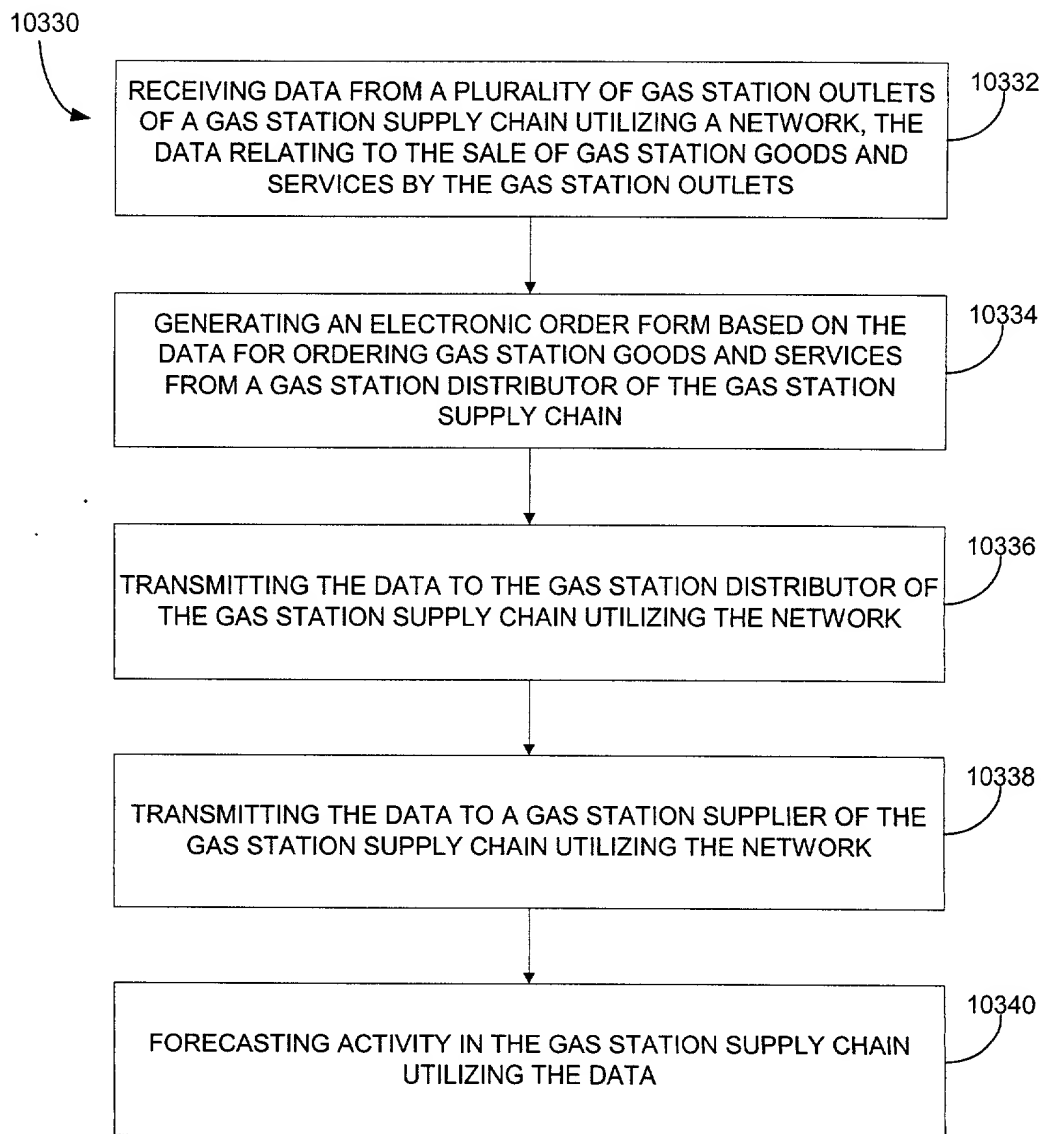 10330
RECEIVING DATA FROM A PLURALITY OF GAS STATION OUTLETS
OF A GAS STATION SUPPLY CHAIN UTILIZING A NETWORK, THE
DATA RELATING TO THE SALE OF GAS STATION GOODS AND
SERVICES BY THE GAS STATION OUTLETS
10332
GENERATING AN ELECTRONIC ORDER FORM BASED ON THE
DATA FOR ORDERING GAS STATION GOODS AND SERVICES
FROM A GAS STATION DISTRIBUTOR OF THE GAS STATION
SUPPLY CHAIN
10334
TRANSMITTING THE DATA TO THE GAS STATION DISTRIBUTOR OF
THE GAS STATION SUPPLY CHAIN UTILIZING THE NETWORK
10336
TRANSMITTING THE DATA TO A GAS STATION SUPPLIER OF THE
GAS STATION SUPPLY CHAIN UTILIZING THE NETWORK
10338
FORECASTING ACTIVITY IN THE GAS STATION SUPPLY CHAIN
UTILIZING THE DATA
10340